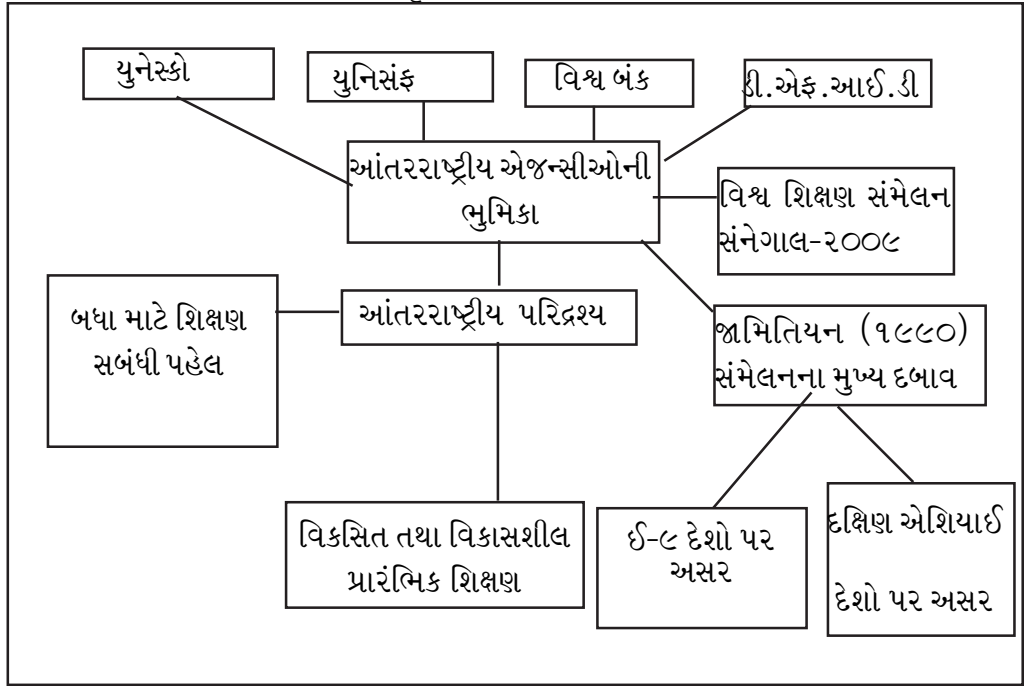 યુનેસ્કો
યુનિસંફ
વિશ્વ બંક
ડી.એફ.આઈ.ડી
આંતરરાષ્ટ્રીય એજન્સીઓની
ભુમિકા
વિશ્વ શિક્ષણ સંમેલન
સંનેગાલ-૨૦૦૯
બધા માટે શિક્ષણ
સબંધી પહેલ
આંતરરાષ્ટ્રીય પરિદ્રશ્ય
જામિતિયન (૧૯૯૦)
સંમેલનના મુખ્ય દબાવ
વિકસિત તથા વિકાસશીલ
પ્રારંભિક શિક્ષણ
ઈ-૯ દેશો પર
અસર
દક્ષિણ એશિયાઈ
દેશો પર અસર